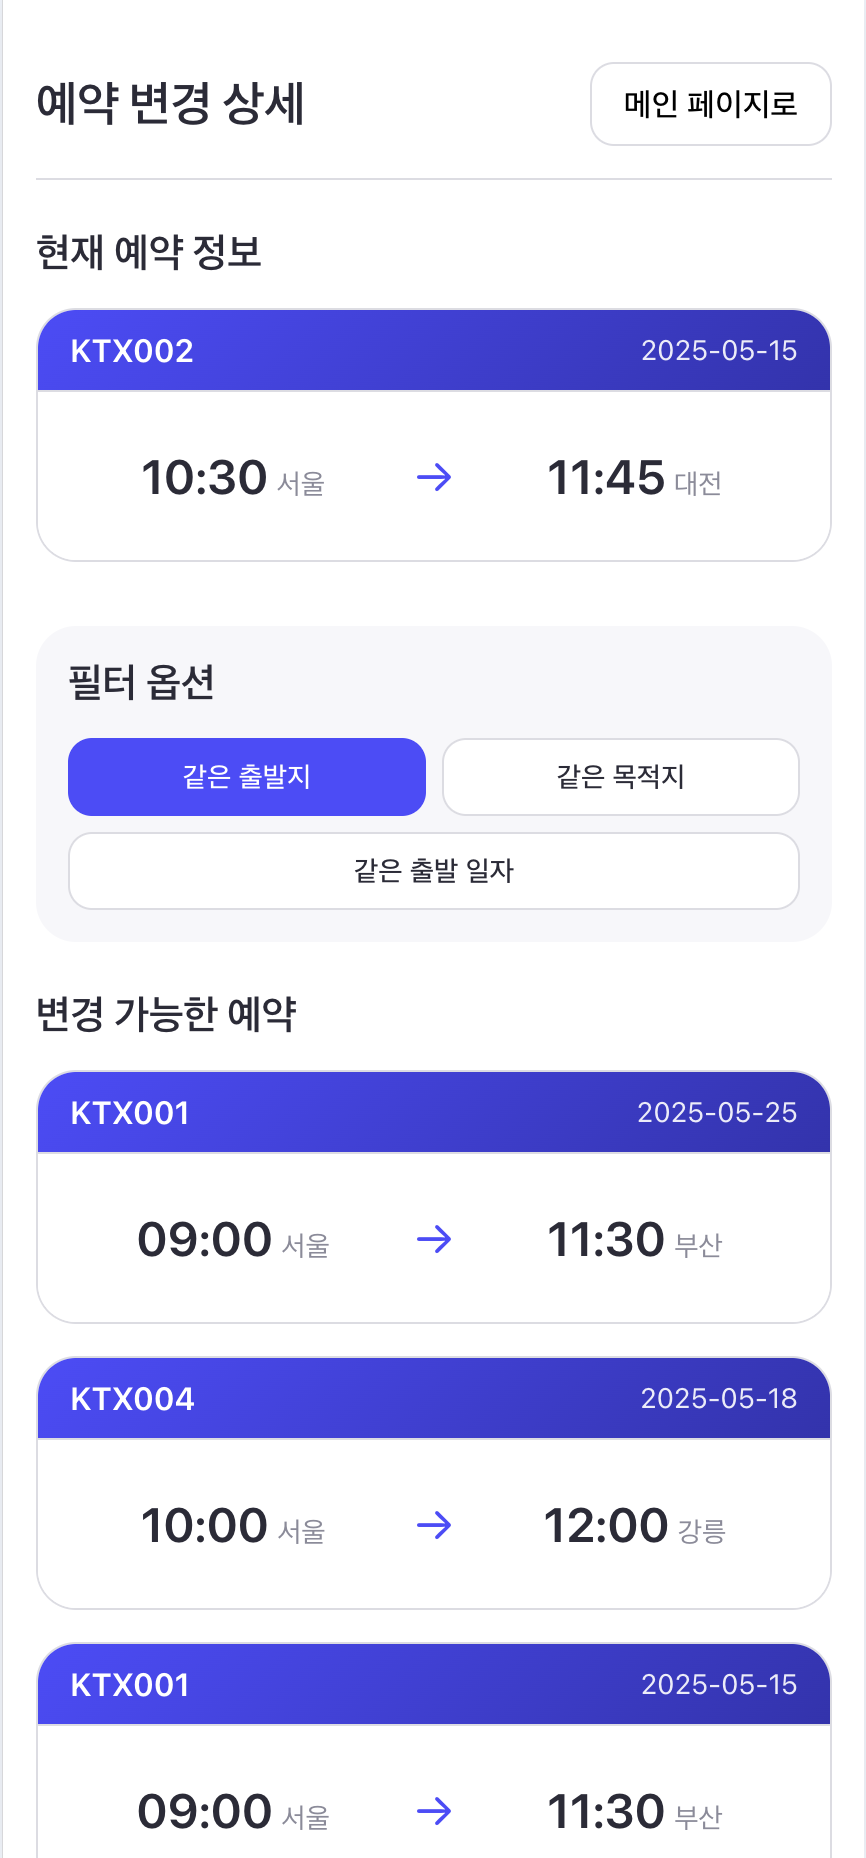 예약 변경 상세 메인 페이지로
현재 예약 정보
KTX002 2025-05-15
10:30 서울 → 11:45 대전
필터 옵션
같은 출발지 같은 목적지
같은 출발 일자
변경 가능한 예약
KTX001 2025-05-25
09:00 서울 → 11:30 부산
KTX004 2025-05-18
10:00 서울 → 12:00 강릉
KTX001 2025-05-15
09:00 서울 → 11:30 부산